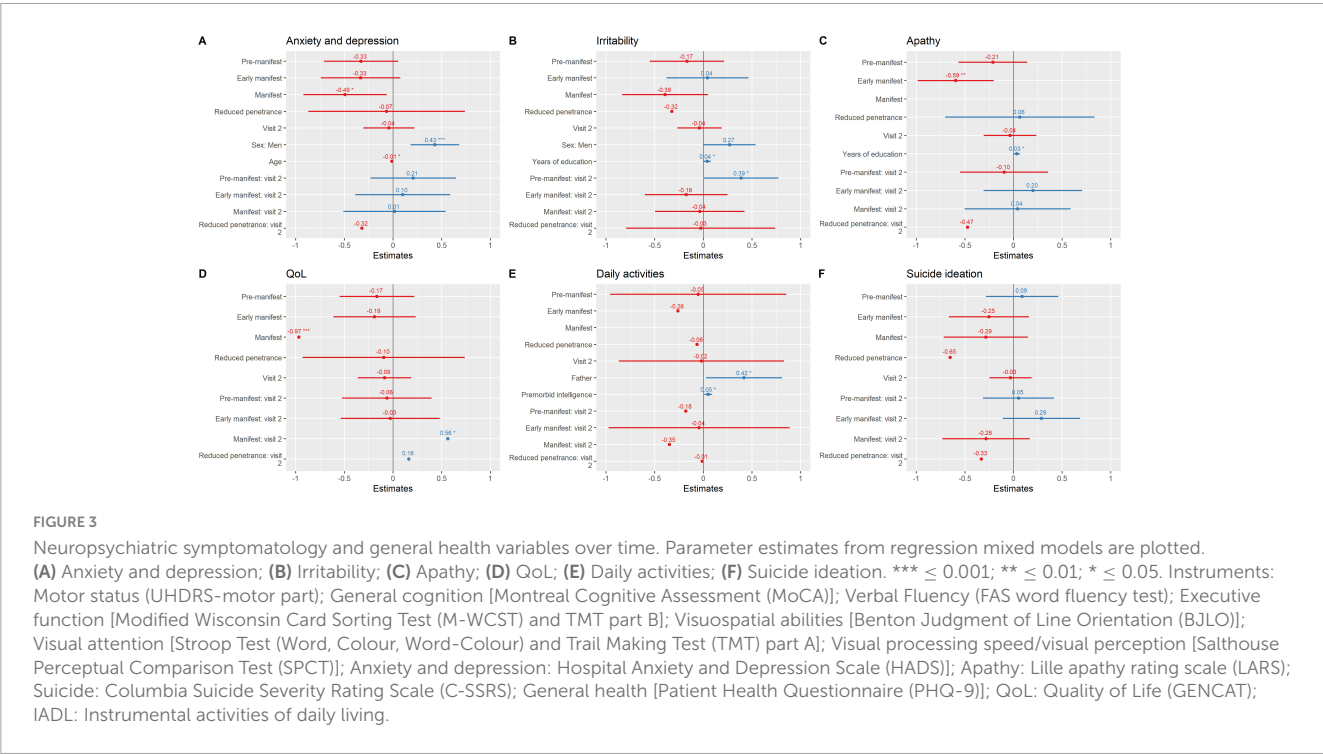 A Anxiety and depression
Pre-manifest
Early manifest
Manifest
Reduced penetrance
Visit 2
Sex: Men
Age
Pre-manifest: visit 2
Early manifest: visit 2
Manifest: visit 2
Reduced penetrance: visit
2
-0.33
-0.33
-0.49 *
-0.07
-0.04
0.43 ***
-0.01 *
0.21
0.10
0.01
-0.32
-1 -0.5 0 0.5 1
Estimates
B Irritability
Pre-manifest
Early manifest
Manifest
Reduced penetrance
Visit 2
Sex: Men
Years of education
Pre-manifest: visit 2
Early manifest: visit 2
Manifest: visit 2
Reduced penetrance: visit
2
-0.17
0.04
-0.39
-0.32
-0.04
0.27
0.04 *
0.39 *
-0.18
-0.04
-0.03
-1 -0.5 0 0.5 1
Estimates
C Apathy
Pre-manifest
Early manifest
Manifest
Reduced penetrance
Visit 2
Years of education
Pre-manifest: visit 2
Early manifest: visit 2
Manifest: visit 2
Reduced penetrance: visit
2
-0.21
-0.59 **
0.06
-0.04
0.03 *
-0.10
0.20
0.04
-0.47
-1 -0.5 0 0.5 1
Estimates
D QoL
Pre-manifest
Early manifest
Manifest
Reduced penetrance
Visit 2
Pre-manifest: visit 2
Early manifest: visit 2
Manifest: visit 2
Reduced penetrance: visit
2
-0.17
-0.19
-0.97 ***
-0.10
-0.09
-0.06
-0.03
0.56 *
0.16
-1 -0.5 0 0.5 1
Estimates
E Daily activities
Pre-manifest
Early manifest
Manifest
Reduced penetrance
Visit 2
Father
Premorbid intelligence
Pre-manifest: visit 2
Early manifest: visit 2
Manifest: visit 2
Reduced penetrance: visit
2
-0.05
-0.26
-0.06
-0.02
0.42 *
0.05 *
-0.18
-0.04
-0.35
-0.01
-1 -0.5 0 0.5 1
Estimates
F Suicide ideation
Pre-manifest
Early manifest
Manifest
Reduced penetrance
Visit 2
Pre-manifest: visit 2
Early manifest: visit 2
Manifest: visit 2
Reduced penetrance: visit
2
0.09
-0.25
-0.29
-0.65
-0.03
0.05
0.29
-0.28
-0.33
-1 -0.5 0 0.5 1
Estimates
FIGURE 3
Neuropsychiatric symptomatology and general health variables over time. Parameter estimates from regression mixed models are plotted.
(A) Anxiety and depression; (B) Irritability; (C) Apathy; (D) QoL; (E) Daily activities; (F) Suicide ideation. *** ≤ 0.001; ** ≤ 0.01; * ≤ 0.05. Instruments:
Motor status (UHDRS-motor part); General cognition [Montreal Cognitive Assessment (MoCA)]; Verbal Fluency (FAS word fluency test); Executive
function [Modified Wisconsin Card Sorting Test (M-WCST) and TMT part B]; Visuospatial abilities [Benton Judgment of Line Orientation (BJLO)];
Visual attention [Stroop Test (Word, Colour, Word-Colour) and Trail Making Test (TMT) part A]; Visual processing speed/visual perception [Salthouse
Perceptual Comparison Test (SPCT)]; Anxiety and depression: Hospital Anxiety and Depression Scale (HADS)]; Apathy: Lille apathy rating scale (LARS);
Suicide: Columbia Suicide Severity Rating Scale (C-SSRS); General health [Patient Health Questionnaire (PHQ-9)]; QoL: Quality of Life (GENCAT);
IADL: Instrumental activities of daily living.